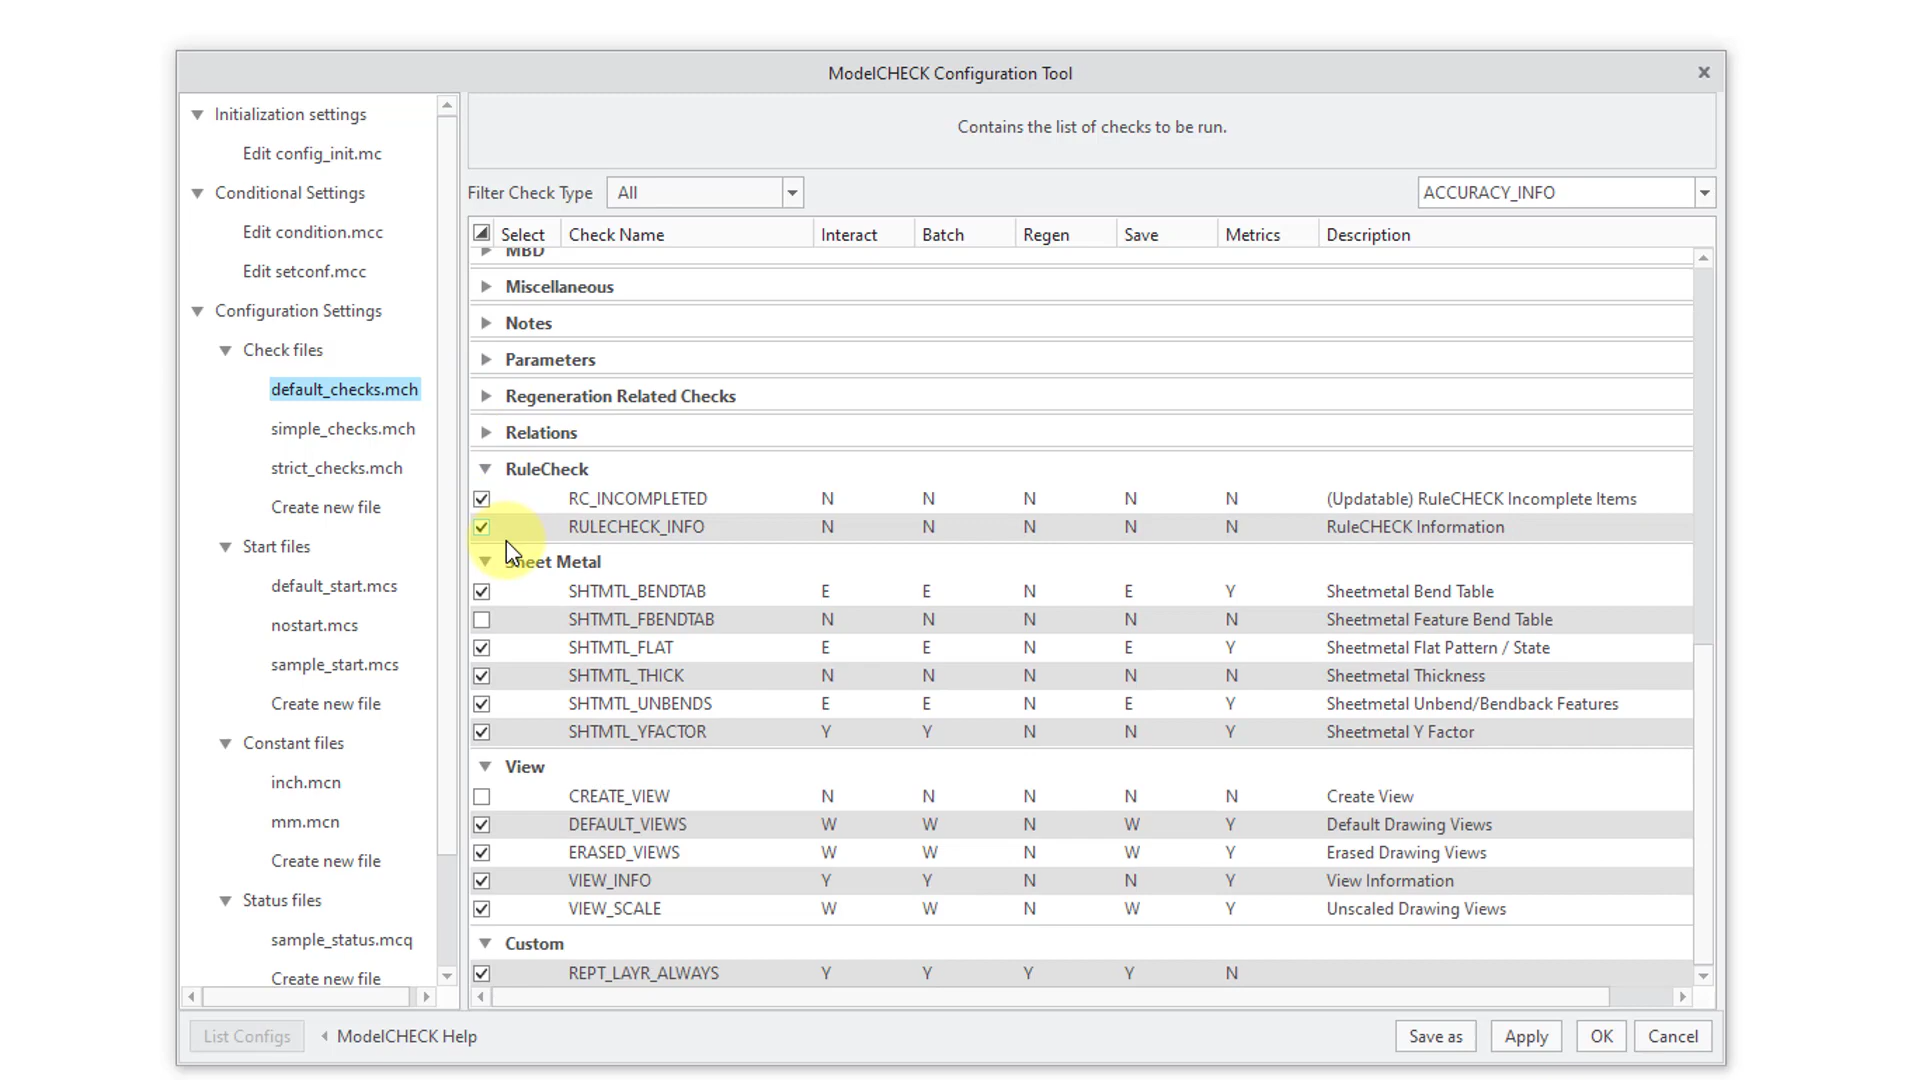 ModelCHECK Configuration Tool
Initialization settings
Edit config_init.mc
Conditional Settings
Edit condition.mcc
Edit setconf.mcc
Configuration Settings
Check files
default_checks.mch
simple_checks.mch
strict_checks.mch
Create new file
Start files
default_start.mcs
nostart.mcs
sample_start.mcs
Create new file
Constant files
inch.mcn
mm.mcn
Create new file
Status files
sample_status.mcq
Create new file
Contains the list of checks to be run.
Filter Check Type All ACCURACY_INFO
Select Check Name Interact Batch Regen Save Metrics Description
MBD
Miscellaneous
Notes
Parameters
Regeneration Related Checks
Relations
RuleCheck
RC_INCOMPLETED N N N N N (Updatable) RuleCHECK Incomplete Items
RULECHECK_INFO N N N N N RuleCHECK Information
Sheet Metal
SHTMTL_BENDTAB E E N E Y Sheetmetal Bend Table
SHTMTL_FBENDTAB N N N N N Sheetmetal Feature Bend Table
SHTMTL_FLAT E E N E Y Sheetmetal Flat Pattern / State
SHTMTL_THICK N N N N N Sheetmetal Thickness
SHTMTL_UNBENDS E E N E Y Sheetmetal Unbend/Bendback Features
SHTMTL_YFACTOR Y Y N N Y Sheetmetal Y Factor
View
CREATE_VIEW N N N N N Create View
DEFAULT_VIEWS W W N W Y Default Drawing Views
ERASED_VIEWS W W N W Y Erased Drawing Views
VIEW_INFO Y Y N N Y View Information
VIEW_SCALE W W N W Y Unscaled Drawing Views
Custom
REPT_LAYR_ALWAYS Y Y Y Y N
List Configs ModelCHECK Help Save as Apply OK Cancel